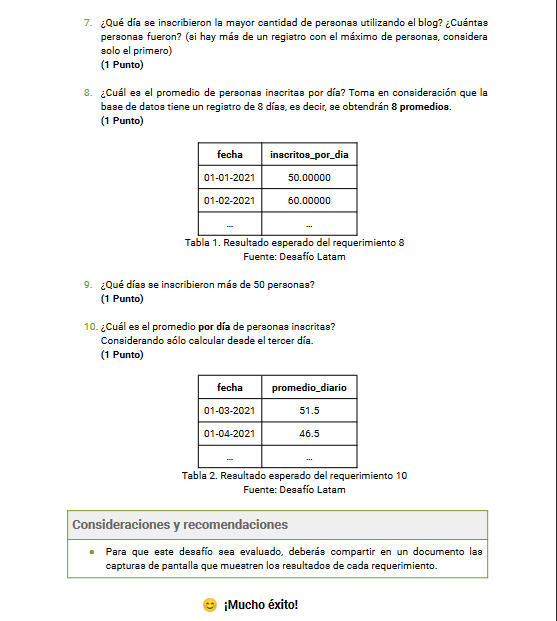 7. ¿Qué día se inscribieron la mayor cantidad de personas utilizando el blog? ¿Cuántas
personas fueron? (si hay más de un registro con el máximo de personas, considera
solo el primero)
(1 Punto)
8. ¿Cuál es el promedio de personas inscritas por día? Toma en consideración que la
base de datos tiene un registro de 8 días, es decir, se obtendrán 8 promedios.
(1 Punto)
fecha inscritos_por_dia
01-01-2021 50.00000
01-02-2021 60.00000
... ...
Tabla 1. Resultado esperado del requerimiento 8
Fuente: Desafío Latam
9. ¿Qué días se inscribieron más de 50 personas?
(1 Punto)
10. ¿Cuál es el promedio por día de personas inscritas?
Considerando sólo calcular desde el tercer día.
(1 Punto)
fecha promedio_diario
01-03-2021 51.5
01-04-2021 46.5
... ...
Tabla 2. Resultado esperado del requerimiento 10
Fuente: Desafío Latam
Consideraciones y recomendaciones
● Para que este desafío sea evaluado, deberás compartir en un documento las
capturas de pantalla que muestren los resultados de cada requerimiento.
😊 ¡Mucho éxito!